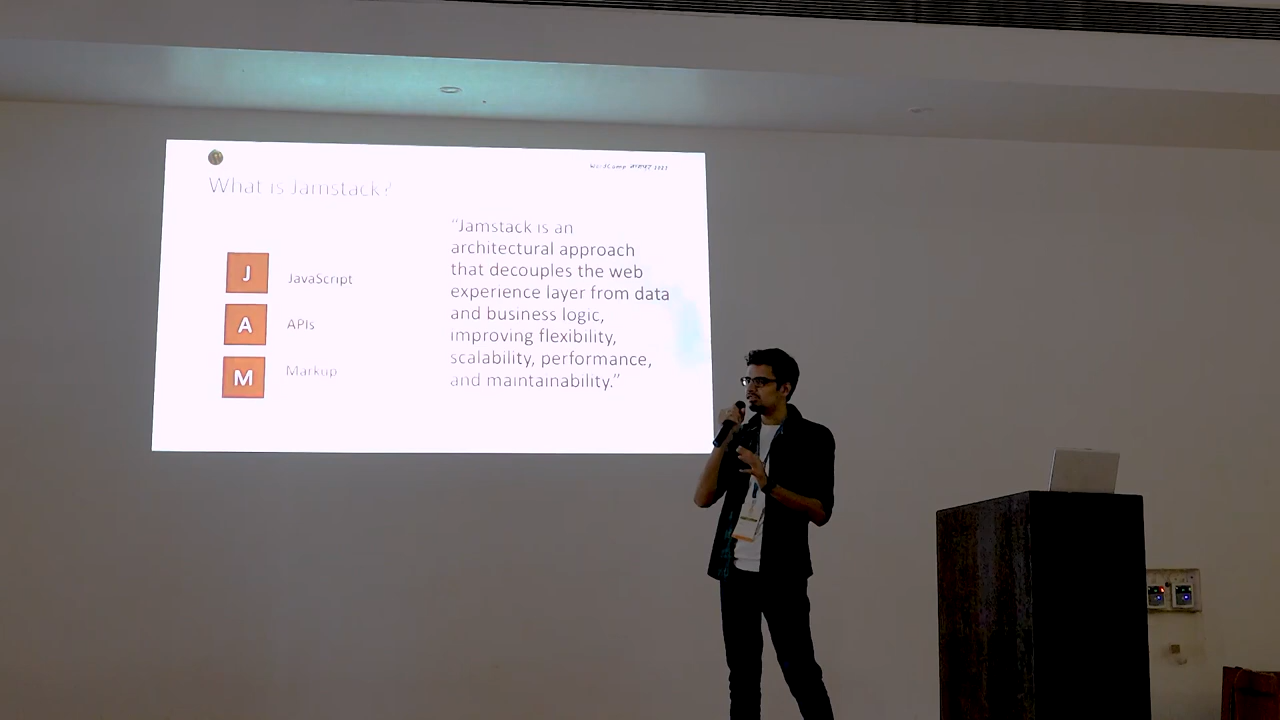 WordCamp
What is Jamstack?
J
JavaScript
A
APIs
M
Markup
“Jamstack is an
architectural approach
that decouples the web
experience layer from data
and business logic,
improving flexibility,
scalability, performance,
and maintainability.”